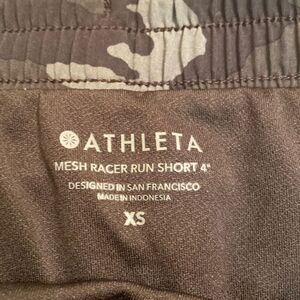 ATHLETA
MESH RACER RUN SHORT 4"
DESIGNED IN SAN FRANCISCO
MADE IN INDONESIA
XS